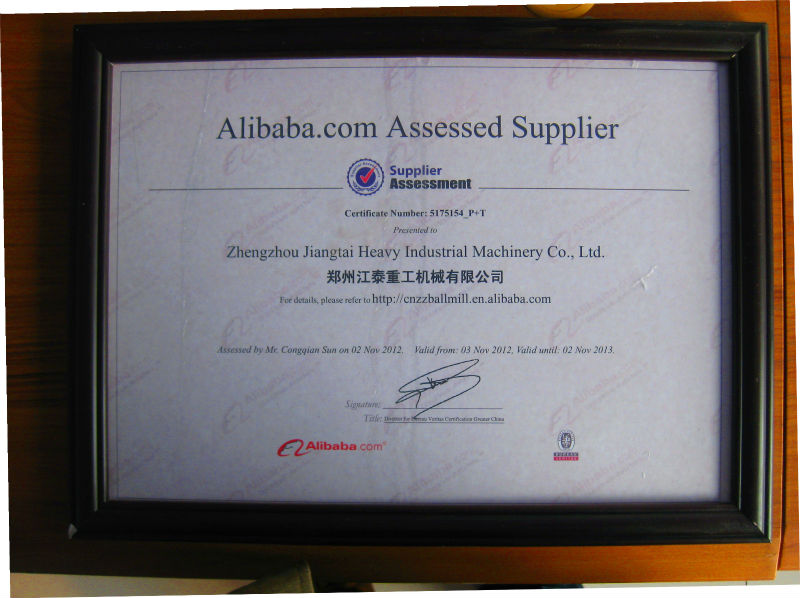 Alibaba.com Assessed Supplier
Supplier
Assessment
Certificate Number: 5175154_P+T
Presented to
Zhengzhou Jiangtai Heavy Industrial Machinery Co., Ltd.
郑州江泰重工机械有限公司
For details, please refer to http://cnzzballmill.en.alibaba.com
Assessed by Mr. Congqian Sun on 02 Nov 2012. Valid from: 03 Nov 2012, Valid until: 02 Nov 2013.
Signature:
Title: Director for Bureau Veritas Certification Greater China
Alibaba.com®
BUREAU
VERITAS